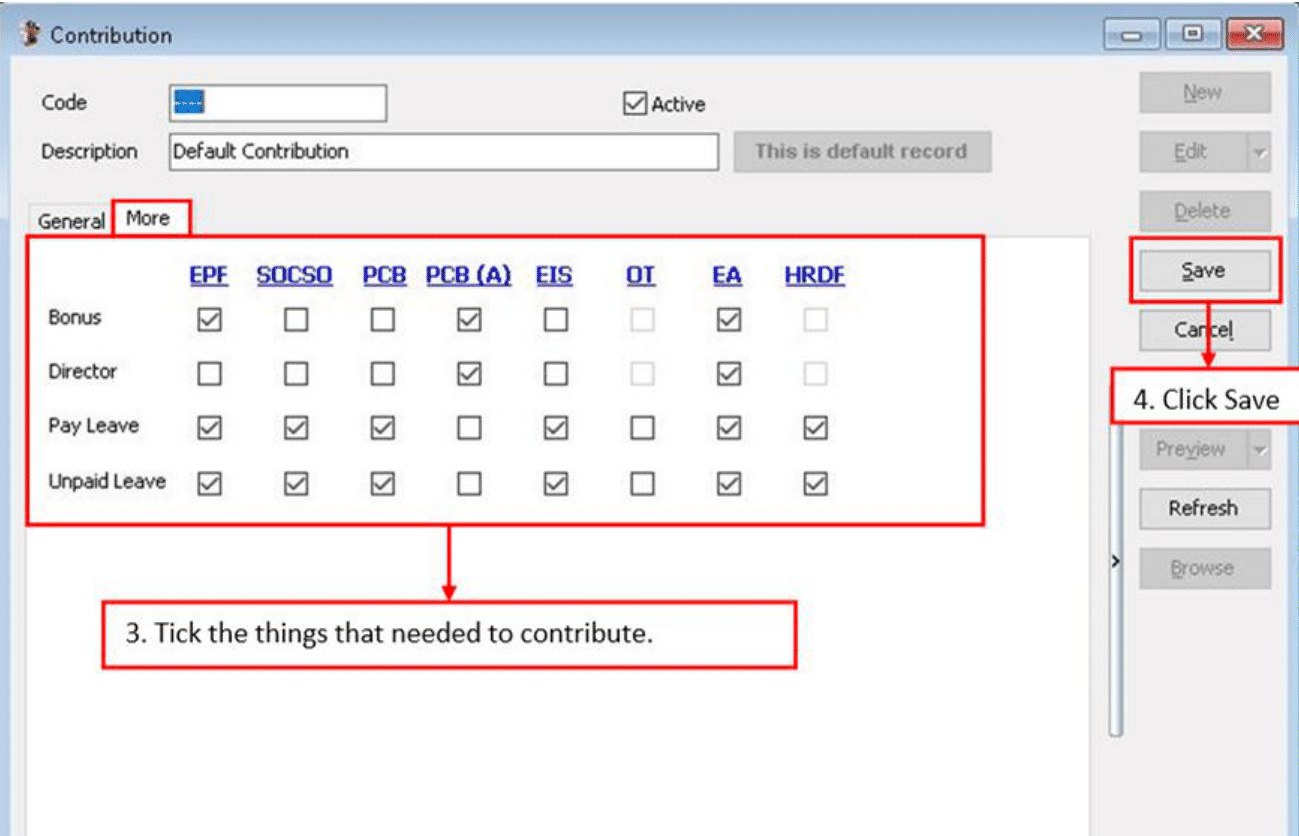 Contribution
Code ----
Active
New
Description Default Contribution
This is default record
Edit
Delete
General More
Save
EPF SOCSO PCB PCB (A) EIS OT EA HRDF
Bonus
Cancel
Director
4. Click Save
Pay Leave
Preview
Unpaid Leave
Refresh
Browse
3. Tick the things that needed to contribute.